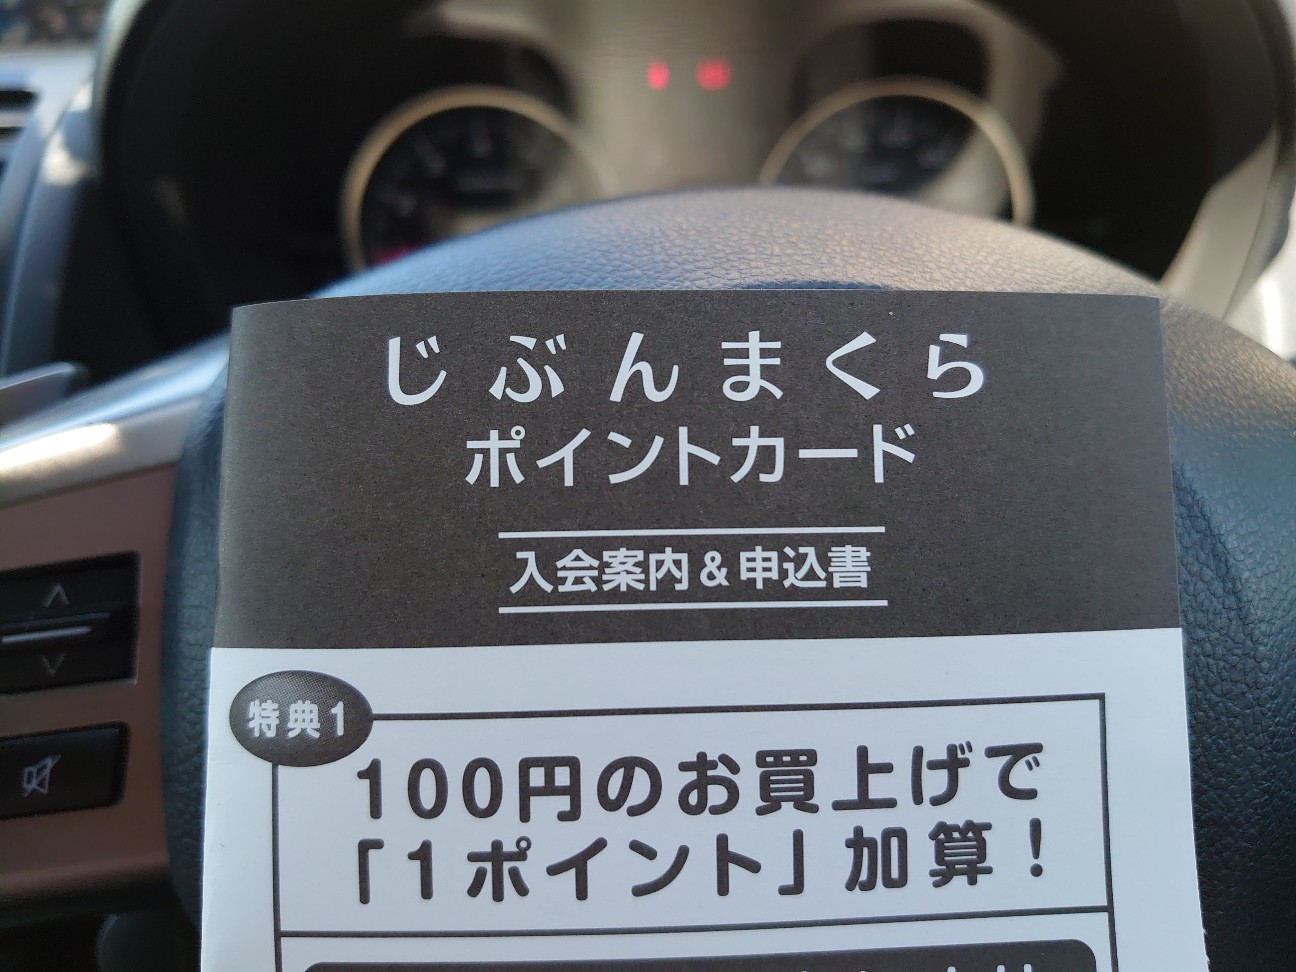 じぶんまくら
ポイントカード
入会案内&申込書
特典1
100円のお買上げで
「1ポイント」加算!